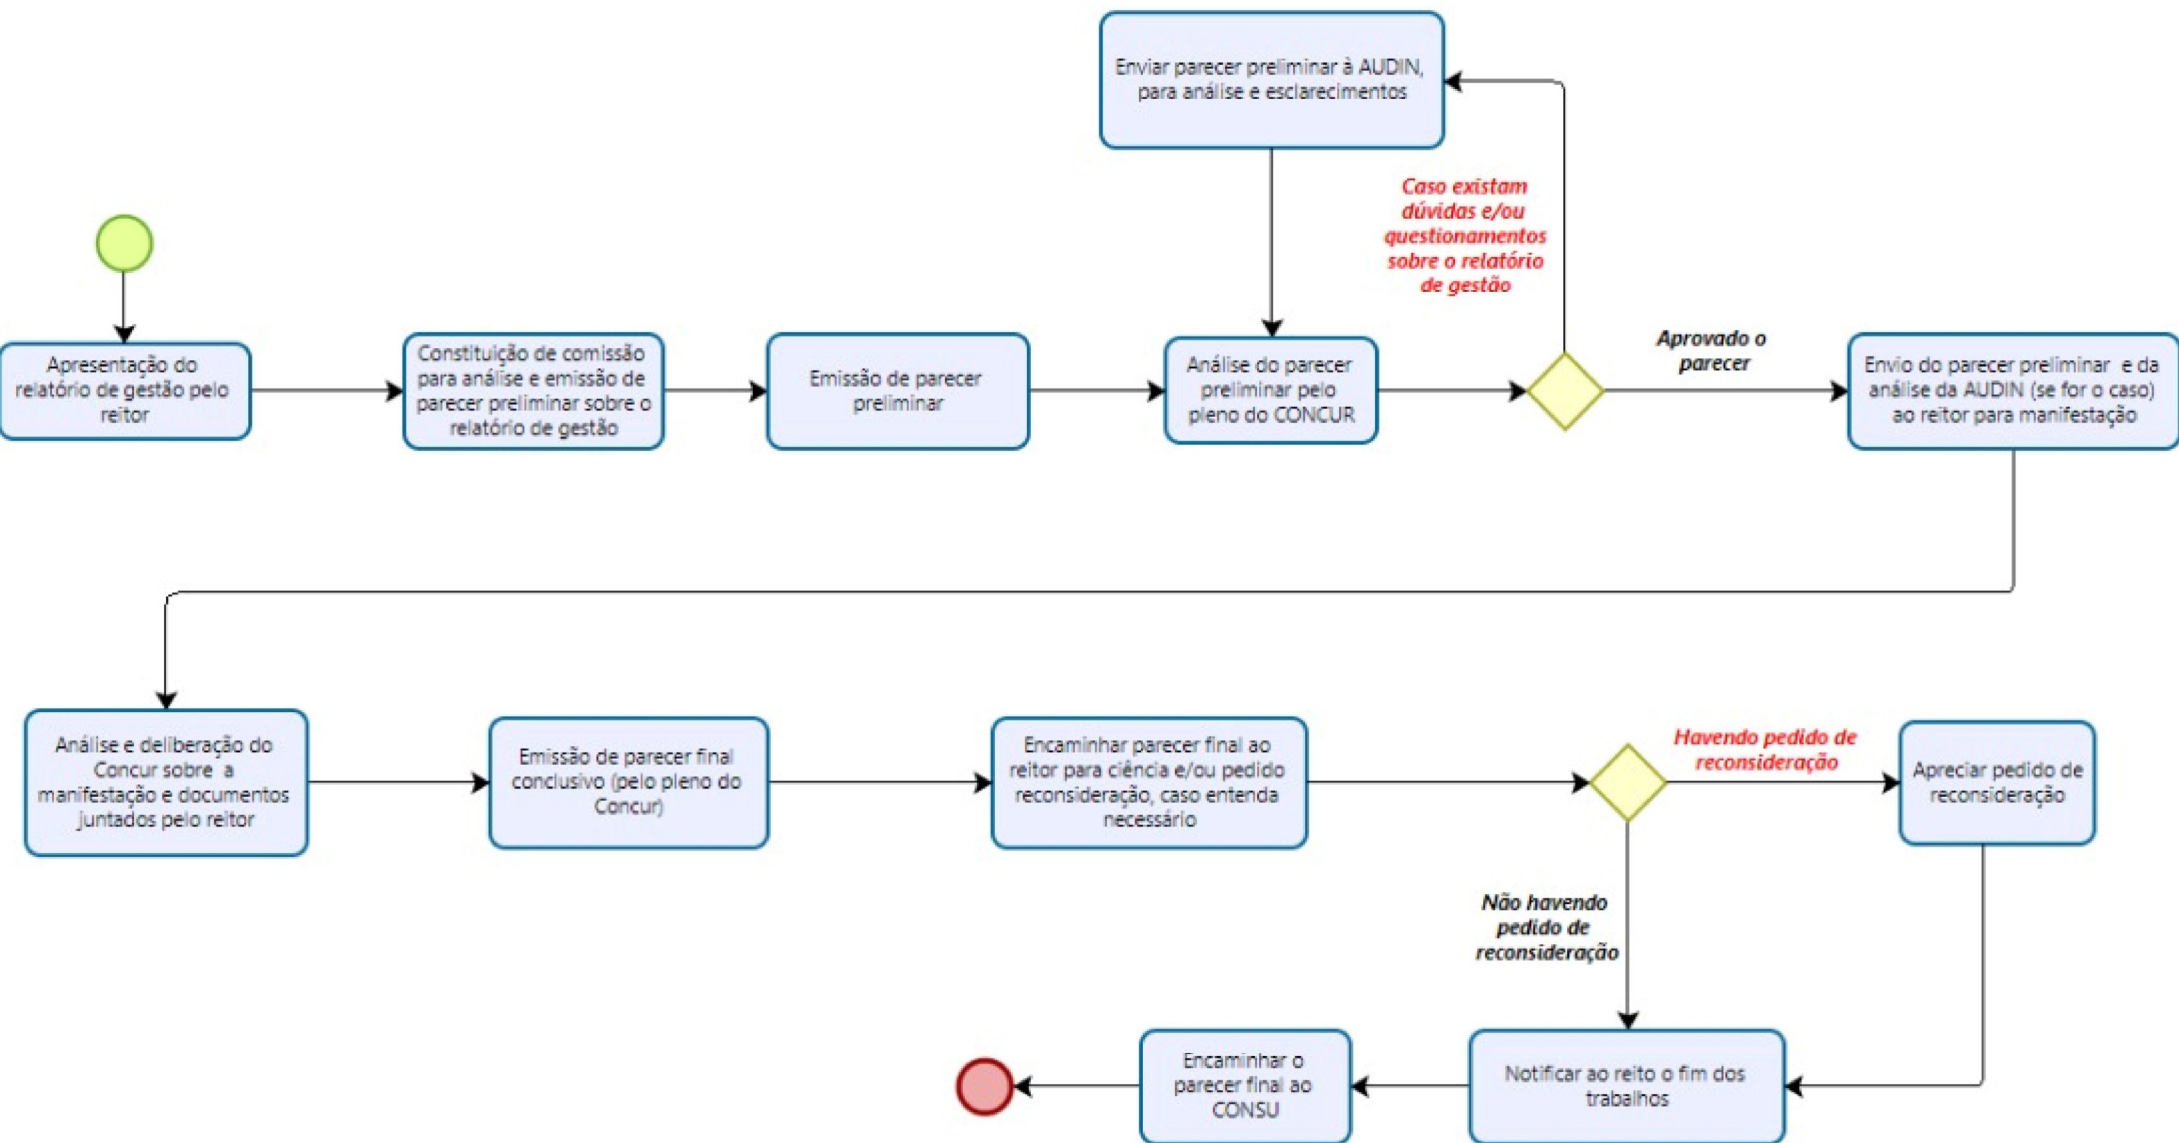 Enviar parecer preliminar à AUDIN,
para análise e esclarecimentos
Caso existam
dúvidas e/ou
questionamentos
sobre o relatório
de gestão
Apresentação do
relatório de gestão pelo
reitor
Constituição de comissão
para análise e emissão de
parecer preliminar sobre o
relatório de gestão
Emissão de parecer
preliminar
Análise do parecer
preliminar pelo
pleno do CONCUR
Aprovado o
parecer
Envio do parecer preliminar e da
análise da AUDIN (se for o caso)
ao reitor para manifestação
Análise e deliberação do
Concur sobre a
manifestação e documentos
juntados pelo reitor
Emissão de parecer final
conclusivo (pelo pleno do
Concur)
Encaminhar parecer final ao
reitor para ciência e/ou pedido
reconsideração, caso entenda
necessário
Havendo pedido de
reconsideração
Apreciar pedido de
reconsideração
Não havendo
pedido de
reconsideração
Encaminhar o
parecer final ao
CONSU
Notificar ao reito o fim dos
trabalhos